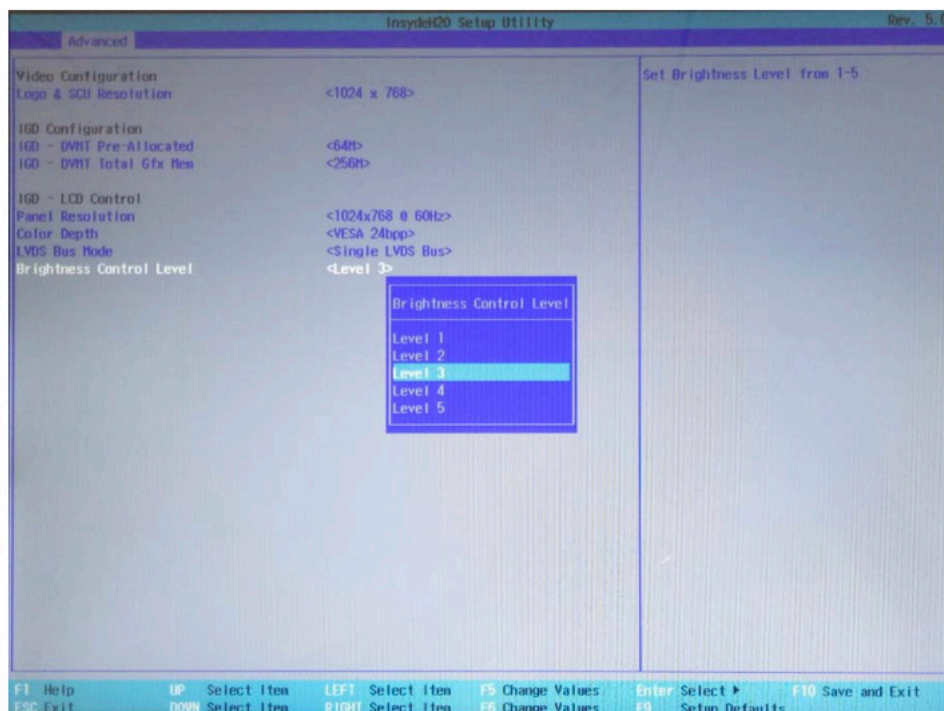 InsydeH20 Setup Utility Rev. 5.
Advanced
Video Configuration
Logo & SCU Resolution <1024 x 768>
IGD Configuration
IGD - DVMT Pre-Allocated <64M>
IGD - DVMT Total Gfx Mem <256M>
IGD - LCD Control
Panel Resolution <1024x768 @ 60Hz>
Color Depth <VESA 24bpp>
LVDS Bus Mode <Single LVDS Bus>
Brightness Control Level <Level 3>
Brightness Control Level
Level 1
Level 2
Level 3
Level 4
Level 5
Set Brightness Level from 1-5
F1 Help UP Select Item LEFT Select Item F5 Change Values Enter Select ▸ F10 Save and Exit
ESC Exit DOWN Select Item RIGHT Select Item F6 Change Values F9 Setup Defaults